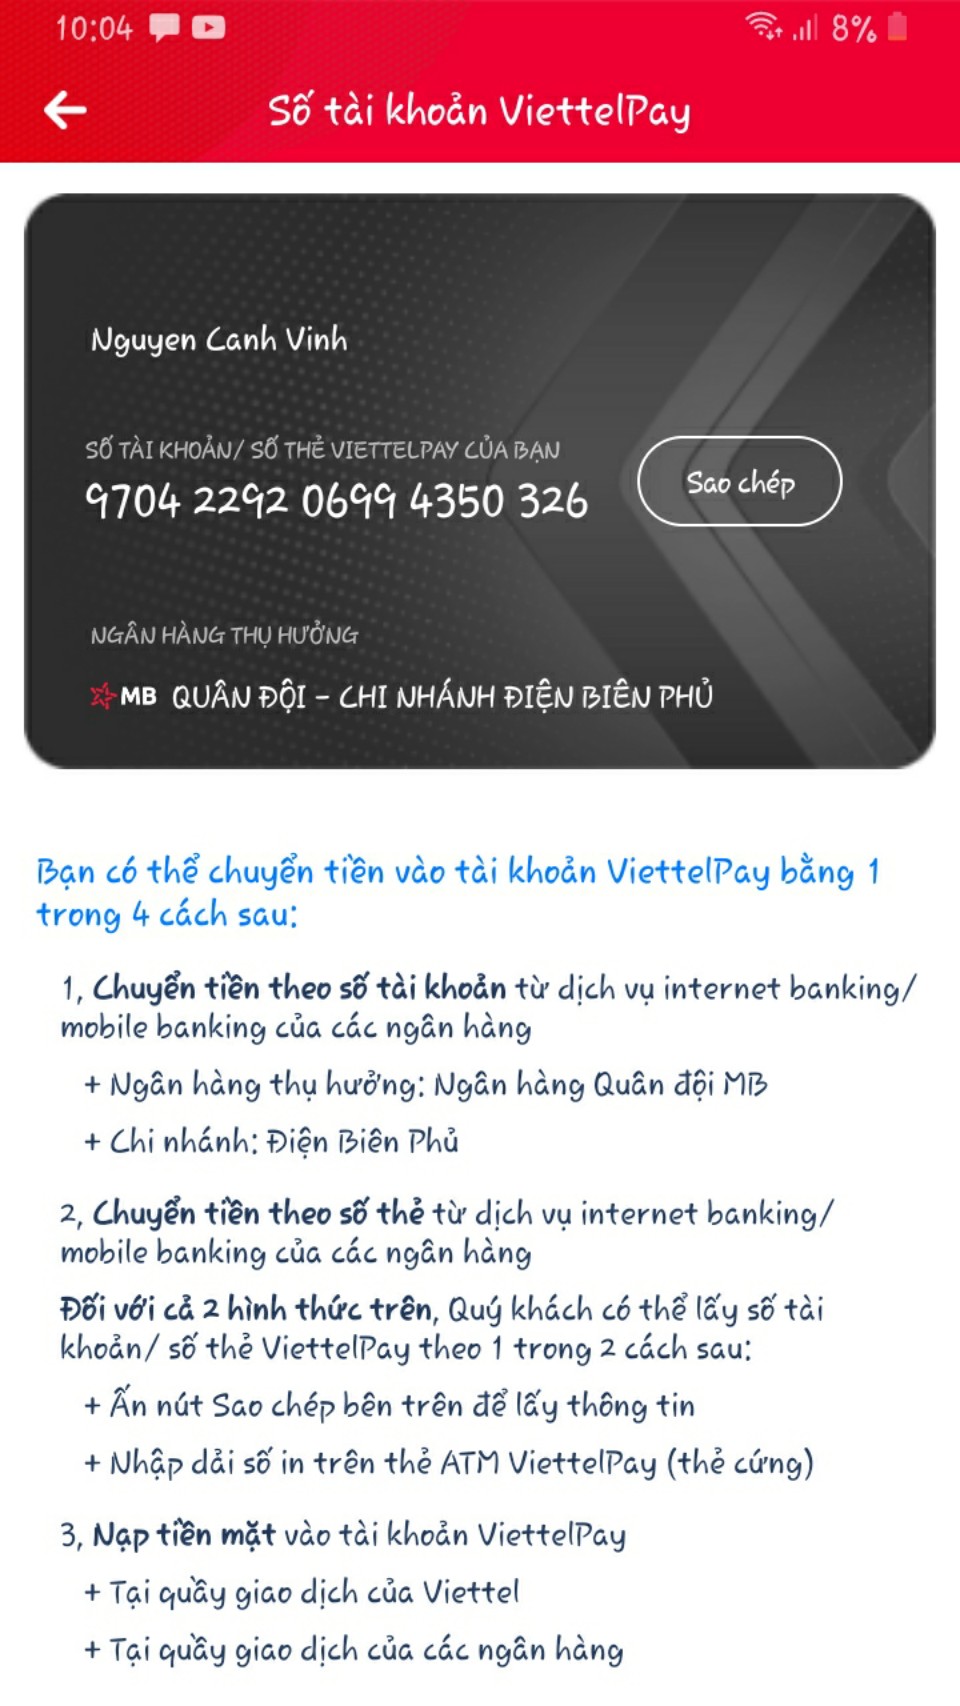 10:04
8%
Số tài khoản ViettelPay
Nguyen Canh Vinh
SỐ TÀI KHOẢN/ SỐ THẺ VIETTELPAY CỦA BẠN
9704 2292 0699 4350 326
Sao chép
NGÂN HÀNG THỤ HƯỞNG
MB QUÂN ĐỘI - CHI NHÁNH ĐIỆN BIÊN PHỦ
Bạn có thể chuyển tiền vào tài khoản ViettelPay bằng 1
trong 4 cách sau:
1, Chuyển tiền theo số tài khoản từ dịch vụ internet banking/
mobile banking của các ngân hàng
+ Ngân hàng thụ hưởng: Ngân hàng Quân đội MB
+ Chi nhánh: Điện Biên Phủ
2, Chuyển tiền theo số thẻ từ dịch vụ internet banking/
mobile banking của các ngân hàng
Đối với cả 2 hình thức trên, Quý khách có thể lấy số tài
khoản/ số thẻ ViettelPay theo 1 trong 2 cách sau:
+ Ấn nút Sao chép bên trên để lấy thông tin
+ Nhập dải số in trên thẻ ATM ViettelPay (thẻ cứng)
3, Nạp tiền mặt vào tài khoản ViettelPay
+ Tại quầy giao dịch của Viettel
+ Tại quầy giao dịch của các ngân hàng